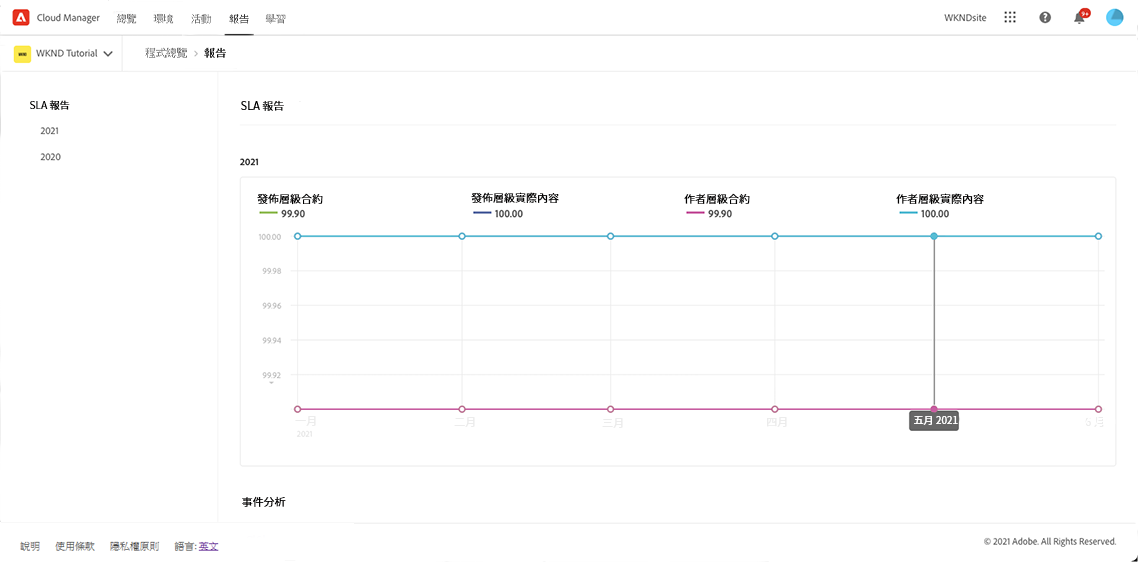 Cloud Manager 總覽 環境 活動 報告 學習 WKNDsite 9+
WKND Tutorial 程式總覽 > 報告
SLA 報告
2021
2020
SLA 報告
2021
發佈層級合約 發佈層級實際內容 作者層級合約 作者層級實際內容
99.90 100.00 99.90 100.00
100.00
99.98
99.96
99.94
99.92
一月 二月 三月 四月 五月 2021 月
2021
事件分析
說明 使用條款 隱私權原則 語言: 英文 © 2021 Adobe. All Rights Reserved.